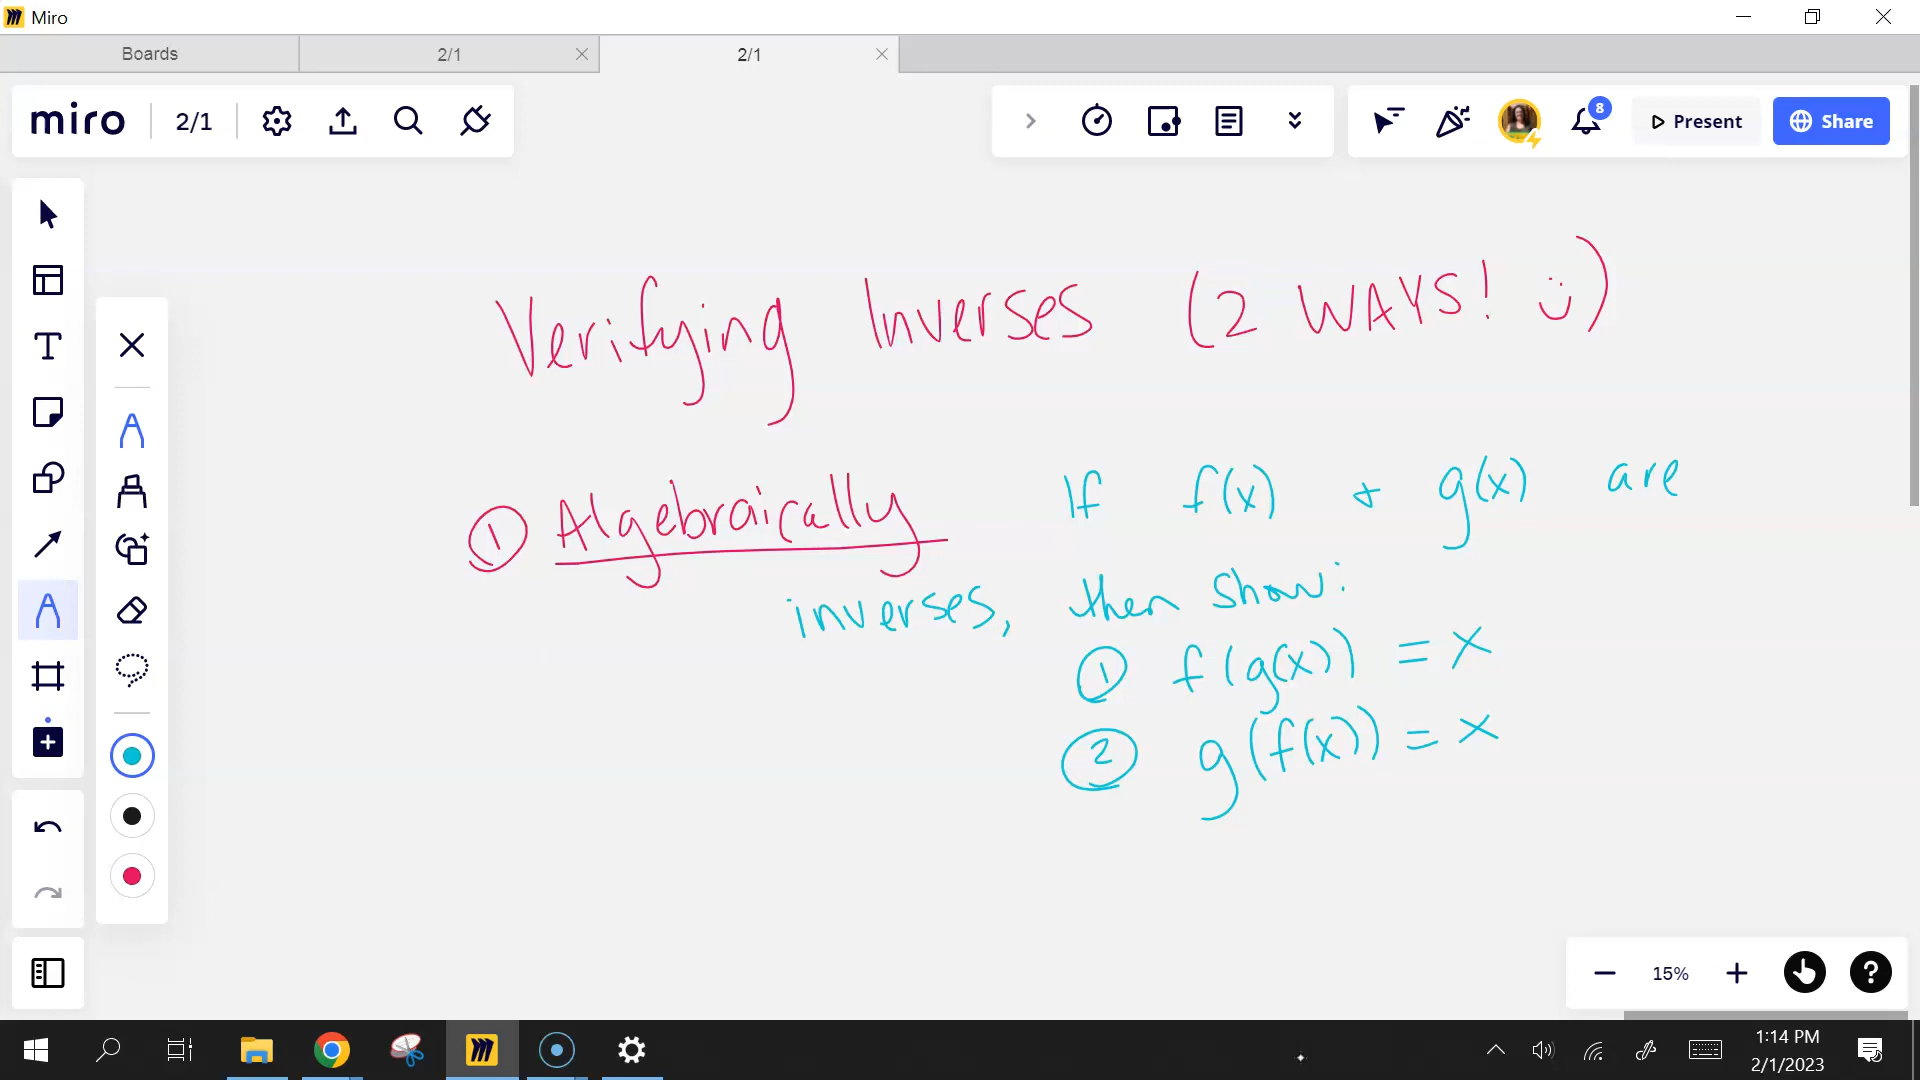 Miro
Boards
2/1
2/1
miro
2/1
8
Present
Share
Verifying Inverses (2 WAYS! :))
① Algebraically
If f(x) + g(x) are
inverses, then show:
① f(g(x)) = x
② g(f(x)) = x
15%
1:14 PM
2/1/2023